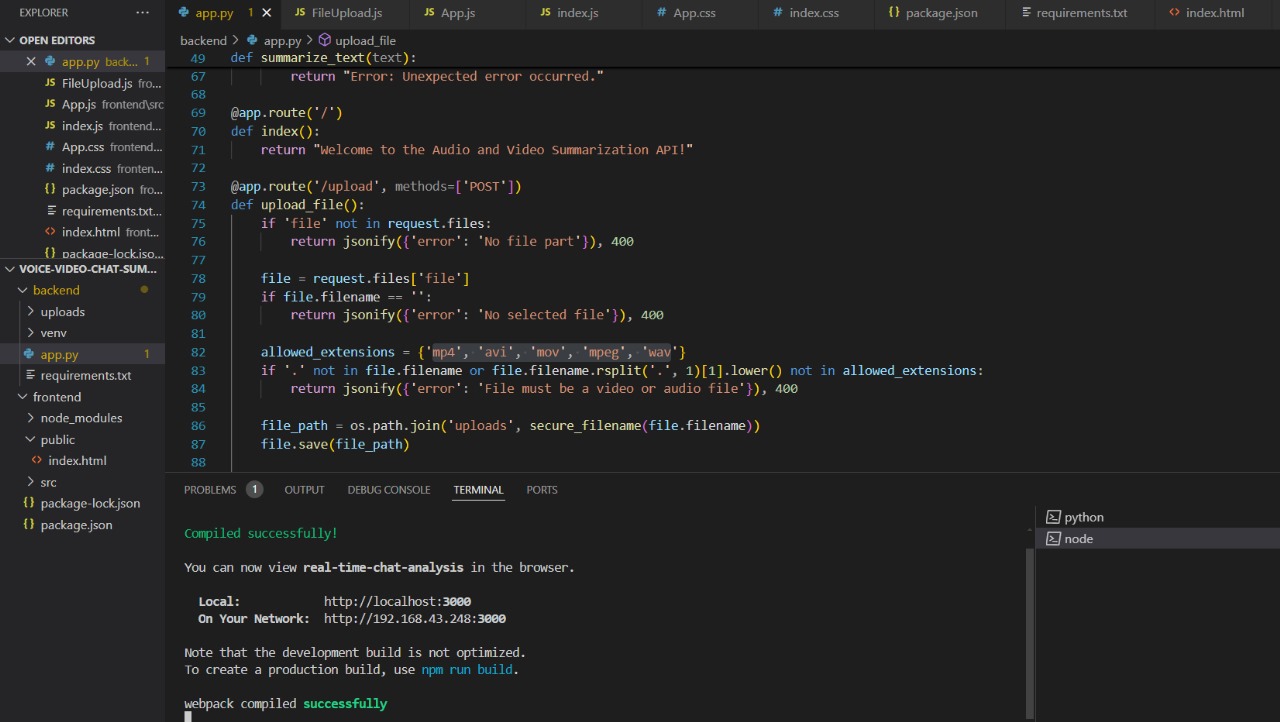 EXPLORER ...
OPEN EDITORS
app.py back... 1
FileUpload.js fro...
App.js frontend\src
index.js frontend...
App.css frontend...
index.css fronten...
package.json fro...
requirements.txt...
index.html front...
package-lock.jso...
VOICE-VIDEO-CHAT-SUM...
backend
uploads
venv
app.py 1
requirements.txt
frontend
node_modules
public
index.html
src
package-lock.json
package.json
app.py 1 FileUpload.js App.js index.js App.css index.css package.json requirements.txt index.html
backend > app.py > upload_file
49 def summarize_text(text):
67 return "Error: Unexpected error occurred."
68
69 @app.route('/')
70 def index():
71 return "Welcome to the Audio and Video Summarization API!"
72
73 @app.route('/upload', methods=['POST'])
74 def upload_file():
75 if 'file' not in request.files:
76 return jsonify({'error': 'No file part'}), 400
77
78 file = request.files['file']
79 if file.filename == '':
80 return jsonify({'error': 'No selected file'}), 400
81
82 allowed_extensions = {'mp4', 'avi', 'mov', 'mpeg', 'wav'}
83 if '.' not in file.filename or file.filename.rsplit('.', 1)[1].lower() not in allowed_extensions:
84 return jsonify({'error': 'File must be a video or audio file'}), 400
85
86 file_path = os.path.join('uploads', secure_filename(file.filename))
87 file.save(file_path)
88
PROBLEMS 1 OUTPUT DEBUG CONSOLE TERMINAL PORTS
Compiled successfully!
You can now view real-time-chat-analysis in the browser.
Local: http://localhost:3000
On Your Network: http://192.168.43.248:3000
Note that the development build is not optimized.
To create a production build, use npm run build.
webpack compiled successfully
python
node